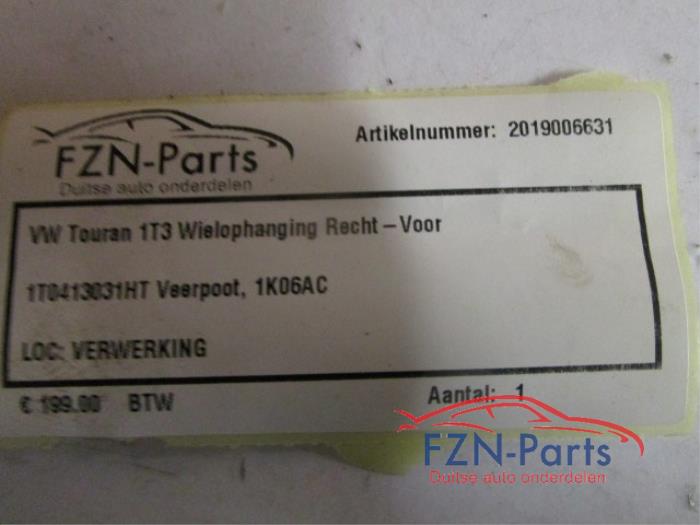 FZN-Parts
Duitse auto onderdelen
Artikelnummer: 2019006631
VW Touran 1T3 Wielophanging Recht-Voor
1T0413031HT Veerpoot, 1K06AC
LOC: VERWERKING
€ 199.00 BTW
Aantal: 1
FZN-Parts
Duitse auto onderdelen